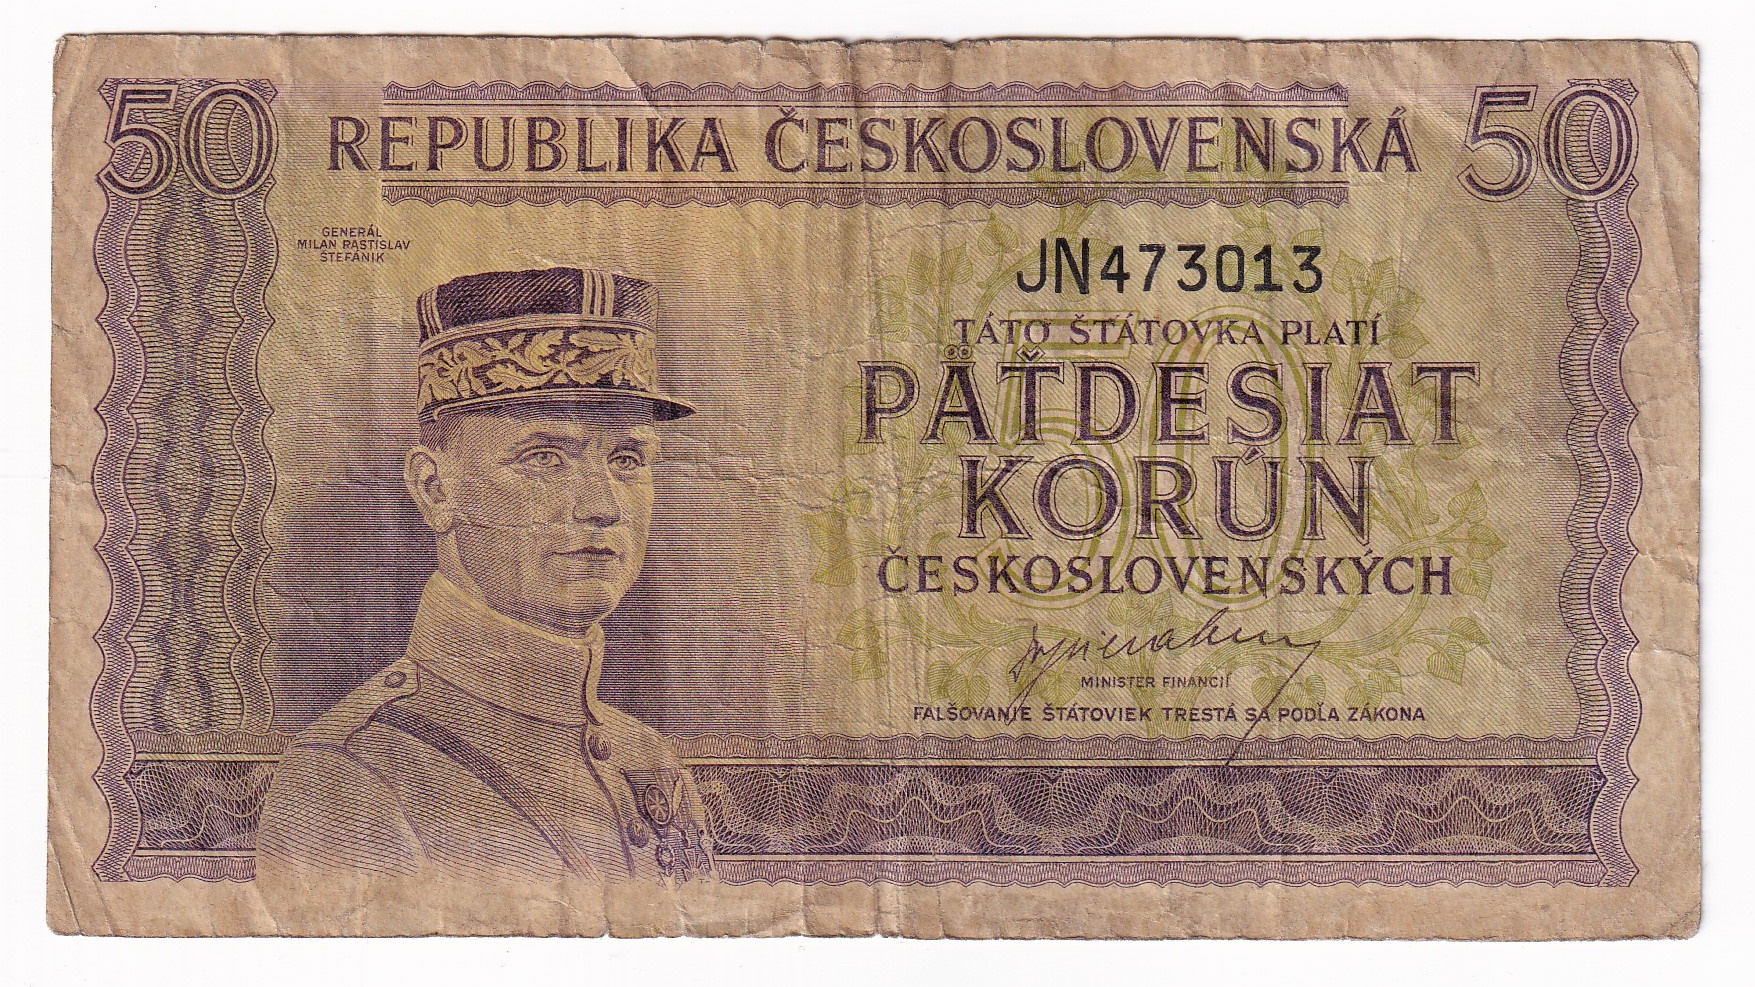 50 REPUBLIKA ČESKOSLOVENSKÁ 50
GENERÁL
MILAN RASTISLAV
ŠTEFÁNIK
JN473013
TÁTO ŠTÁTOVKA PLATÍ
PÄŤDESIAT
KORÚN
ČESKOSLOVENSKÝCH
50
MINISTER FINANCIÍ
FALŠOVANIE ŠTÁTOVIEK TRESTÁ SA PODĽA ZÁKONA